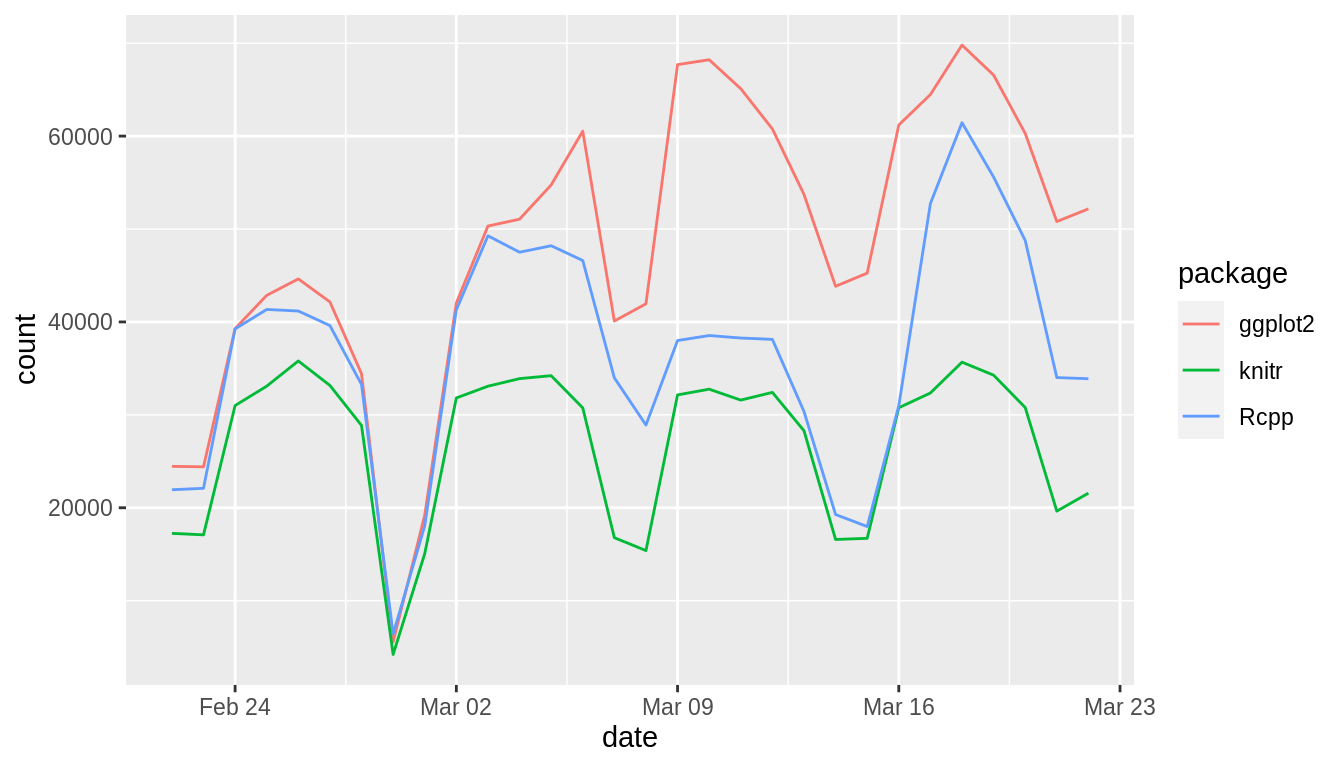 60000
40000
20000
count
Feb 24 Mar 02 Mar 09 Mar 16 Mar 23
date
package
ggplot2
knitr
Rcpp